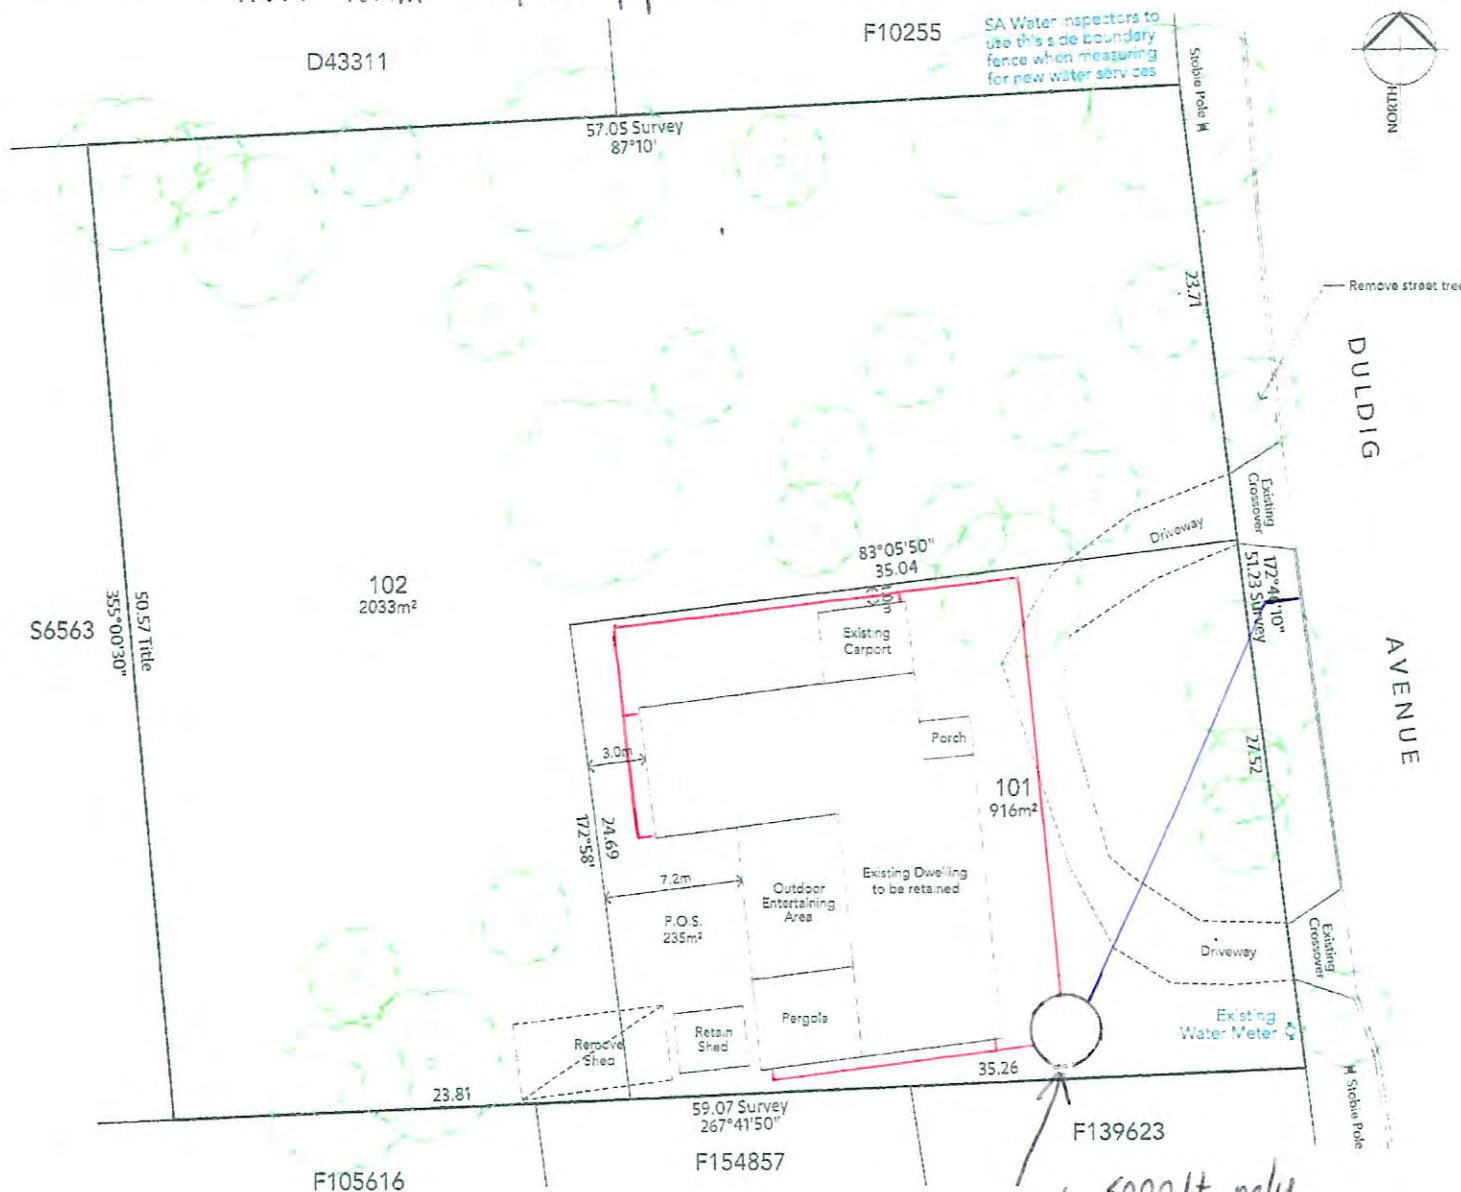 D43311
F10255
SA Water inspectors to
use this side boundary
fence when measuring
for new water services
NORTH
Stobie Pole
57.05 Survey
87°10'
23.71
Remove street tree
DULDIG
AVENUE
Existing
Crossover
Driveway
83°05'50"
35.04
172°40'10"
51.23 Survey
102
2033m²
S6563
50.57 Title
355°00'30"
Existing
Carport
Porch
3.0m
101
916m²
27.52
24.69
172°58'
7.2m
P.O.S.
235m²
Outdoor
Entertaining
Area
Existing Dwelling
to be retained
Driveway
Existing
Crossover
Existing
Water Meter
Pergola
Retain
Shed
Remove
Shed
23.81
35.26
59.07 Survey
267°41'50"
Stobie Pole
F139623
F154857
F105616
5000lt poly